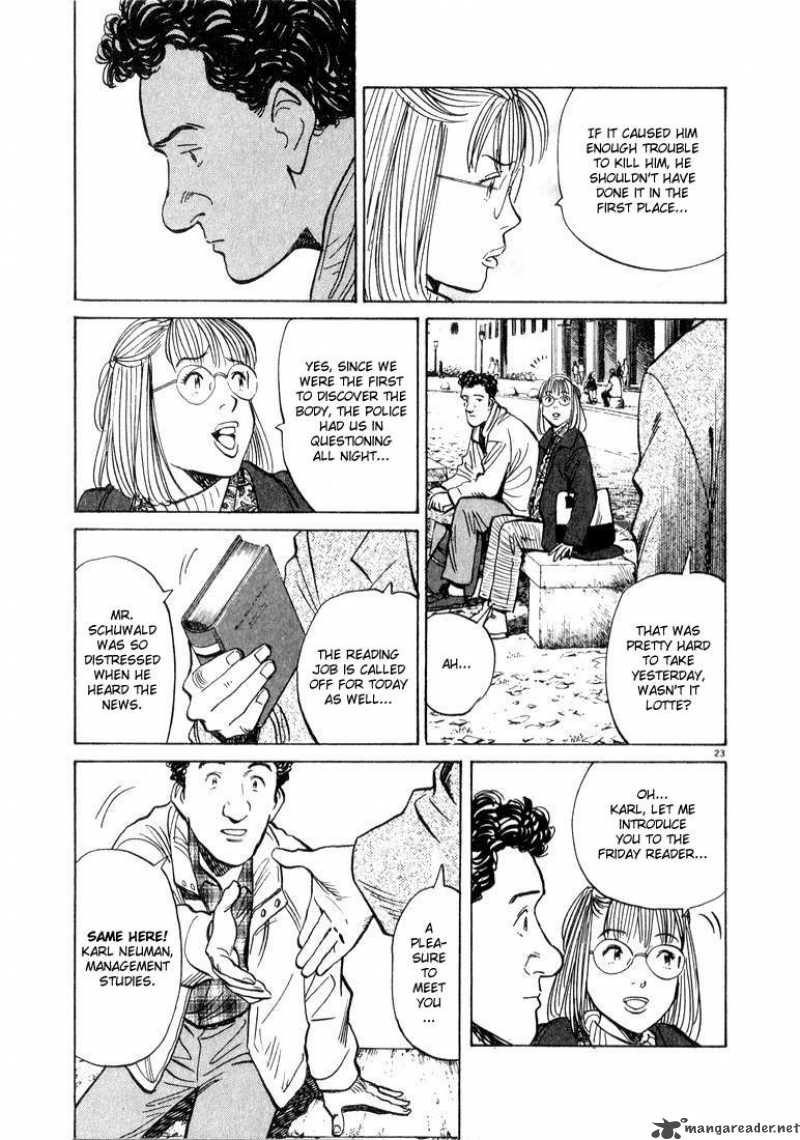 IF IT CAUSED HIM
ENOUGH TROUBLE
TO KILL HIM, HE
SHOULDN'T HAVE
DONE IT IN THE
FIRST PLACE...
THAT WAS
PRETTY HARD
TO TAKE
YESTERDAY,
WASN'T IT
LOTTE?
AH...
YES, SINCE WE
WERE THE FIRST
TO DISCOVER THE
BODY, THE POLICE
HAD US IN
QUESTIONING
ALL NIGHT...
THE READING
JOB IS CALLED
OFF FOR TODAY
AS WELL...
MR.
SCHUWALD
WAS SO
DISTRESSED
WHEN HE
HEARD THE
NEWS.
23
OH...
KARL, LET ME
INTRODUCE
YOU TO THE
FRIDAY READER...
A
PLEA-
SURE
TO
MEET
YOU
...
SAME HERE!
KARL NEUMAN,
MANAGEMENT
STUDIES.
mangareader.net